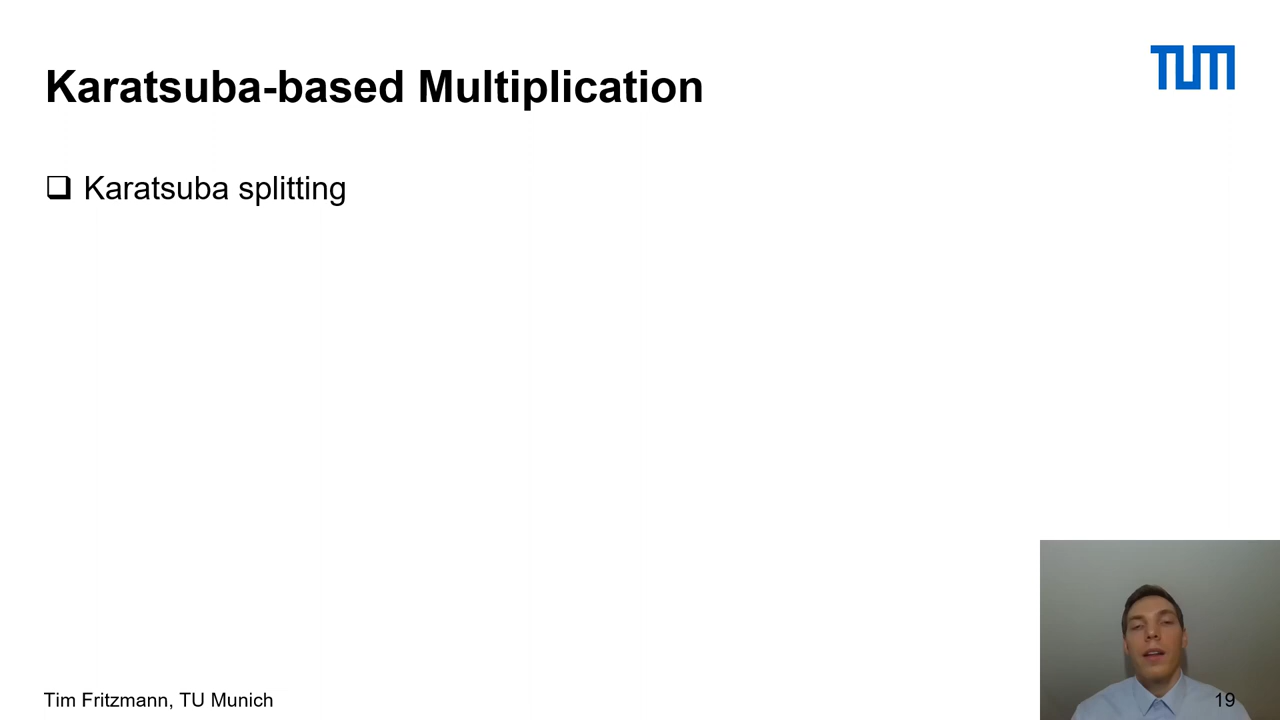 Karatsuba-based Multiplication
TUM
❑ Karatsuba splitting
Tim Fritzmann, TU Munich
19